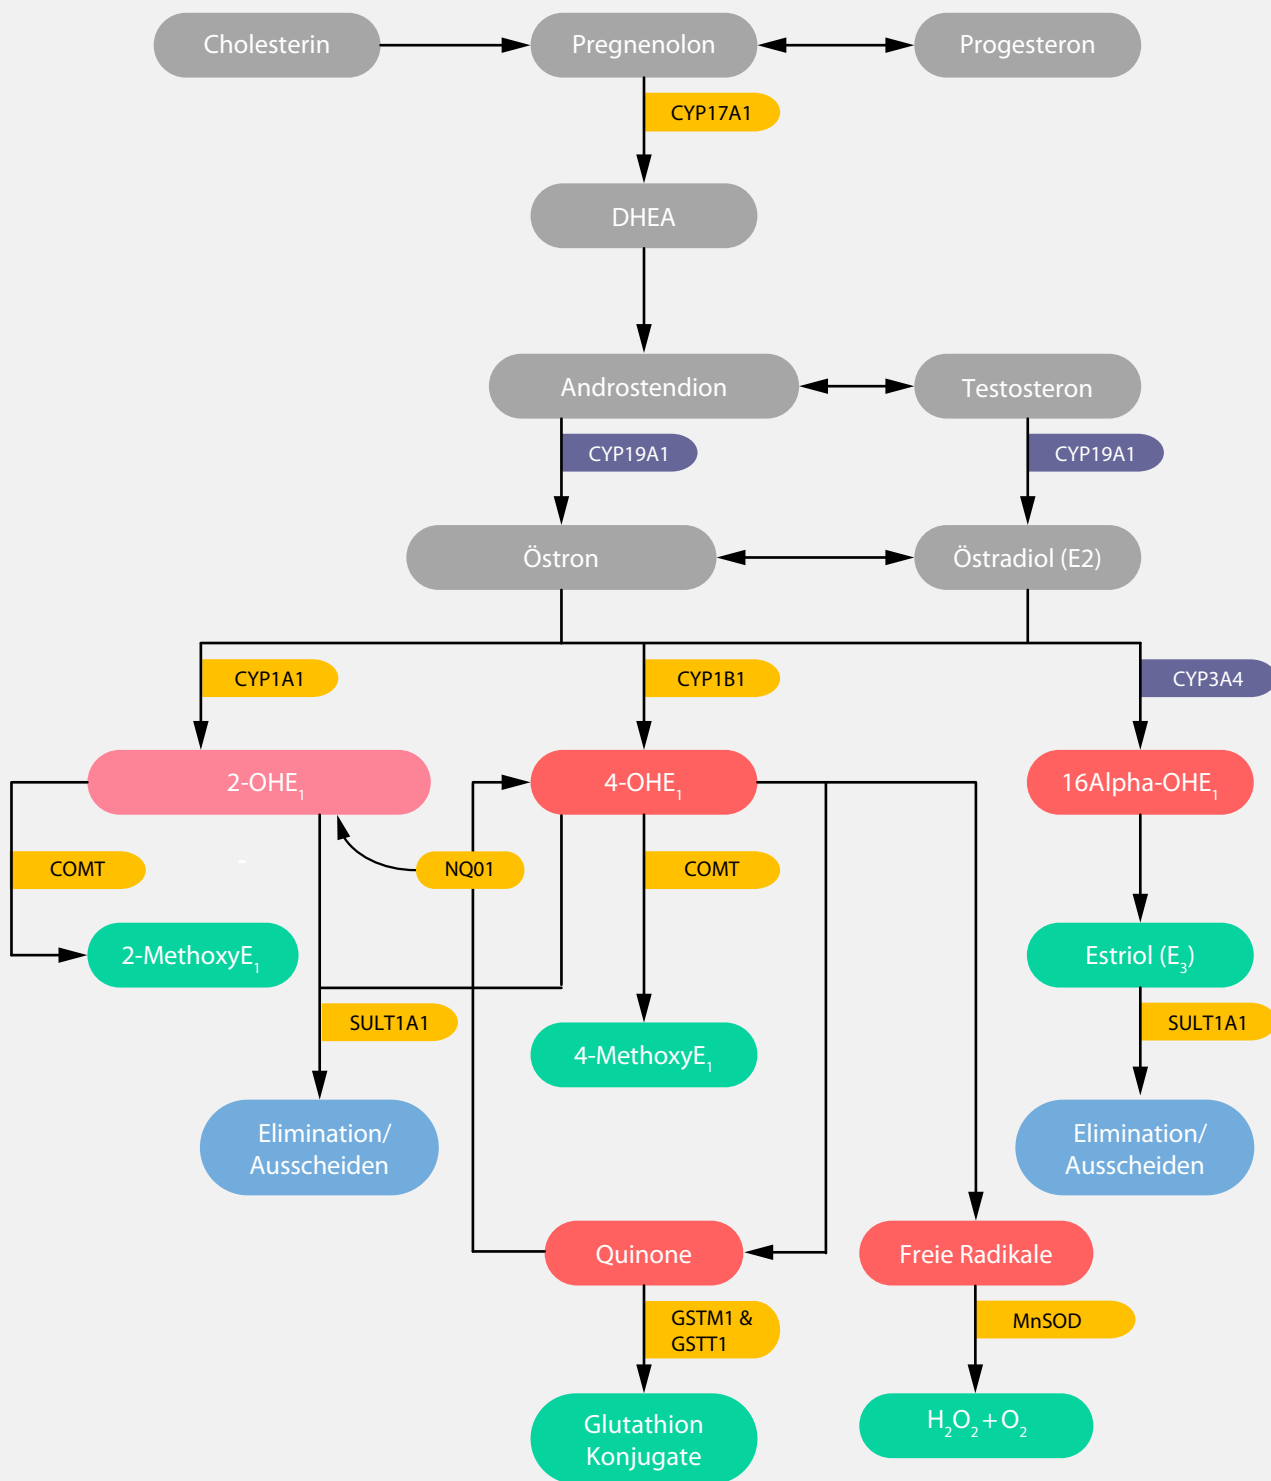 Cholesterin
Pregnenolon
Progesteron
CYP17A1
DHEA
Androstendion
Testosteron
CYP19A1
CYP19A1
Östron
Östradiol (E2)
CYP1A1
CYP1B1
CYP3A4
2-OHE₁
4-OHE₁
16Alpha-OHE₁
COMT
NQ01
COMT
2-MethoxyE₁
Estriol (E₃)
SULT1A1
SULT1A1
4-MethoxyE₁
Elimination/
Ausscheiden
Elimination/
Ausscheiden
Quinone
Freie Radikale
GSTM1 &
GSTT1
MnSOD
Glutathion
Konjugate
H₂O₂ + O₂